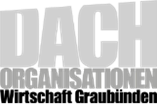 DACH
ORGANISATIONEN
Wirtschaft Graubünden